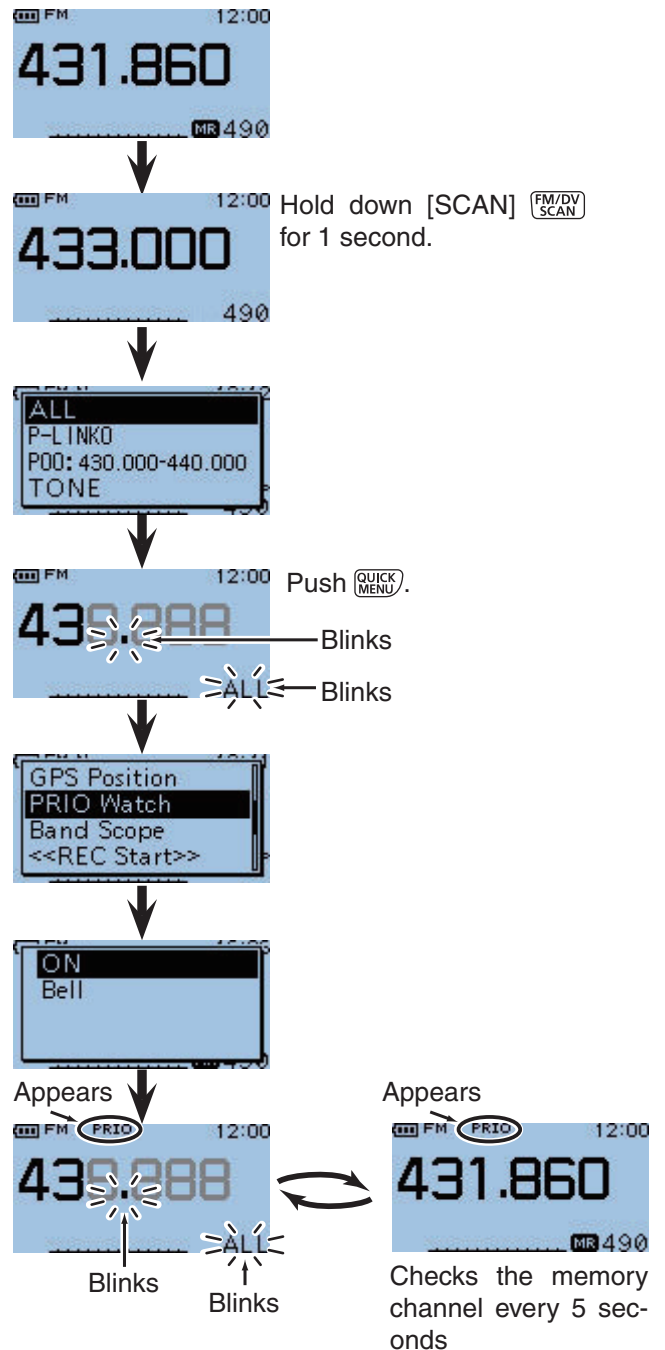 FM 12:00
431.860
MR 490
FM 12:00
433.000
490
Hold down [SCAN] FM/DV SCAN
for 1 second.
ALL
P-LINK0
P00: 430.000-440.000
TONE
FM 12:00
43
ALL
Push QUICK MENU.
Blinks
Blinks
GPS Position
PRIO Watch
Band Scope
<<REC Start>>
ON
Bell
Appears
FM PRIO 12:00
43
ALL
Blinks
Blinks
Appears
FM PRIO 12:00
431.860
MR 490
Checks the memory
channel every 5 sec-
onds